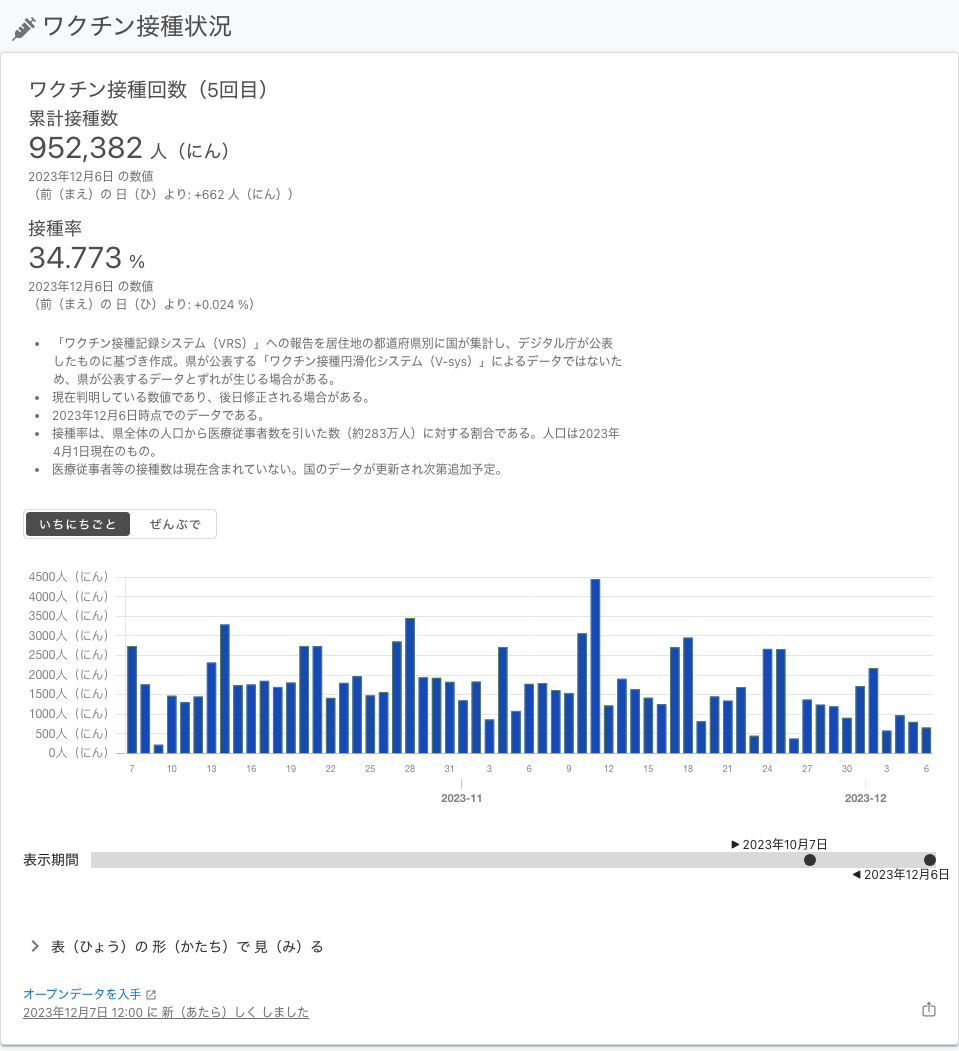 ワクチン接種状況
ワクチン接種回数（5回目）
累計接種数
952,382 人（にん）
2023年12月6日 の数値
（前（まえ）の 日（ひ）より: +662 人（にん））
接種率
34.773 %
2023年12月6日 の数値
（前（まえ）の 日（ひ）より: +0.024 %）
• 「ワクチン接種記録システム（VRS）」への報告を居住地の都道府県別に国が集計し、デジタル庁が公表
したものに基づき作成。県が公表する「ワクチン接種円滑化システム（V-sys）」によるデータではないた
め、県が公表するデータとずれが生じる場合がある。
• 現在判明している数値であり、後日修正される場合がある。
• 2023年12月6日時点でのデータである。
• 接種率は、県全体の人口から医療従事者数を引いた数（約283万人）に対する割合である。人口は2023年
4月1日現在のもの。
• 医療従事者等の接種数は現在含まれていない。国のデータが更新され次第追加予定。
いちにちごと ぜんぶで
4500人（にん）
4000人（にん）
3500人（にん）
3000人（にん）
2500人（にん）
2000人（にん）
1500人（にん）
1000人（にん）
500人（にん）
0人（にん）
7 10 13 16 19 22 25 28 31 3 6 9 12 15 18 21 24 27 30 3 6
2023-11 2023-12
2023年10月7日
表示期間
2023年12月6日
表（ひょう）の 形（かたち）で 見（み）る
オープンデータを入手
2023年12月7日 12:00 に 新（あたら）しく しました